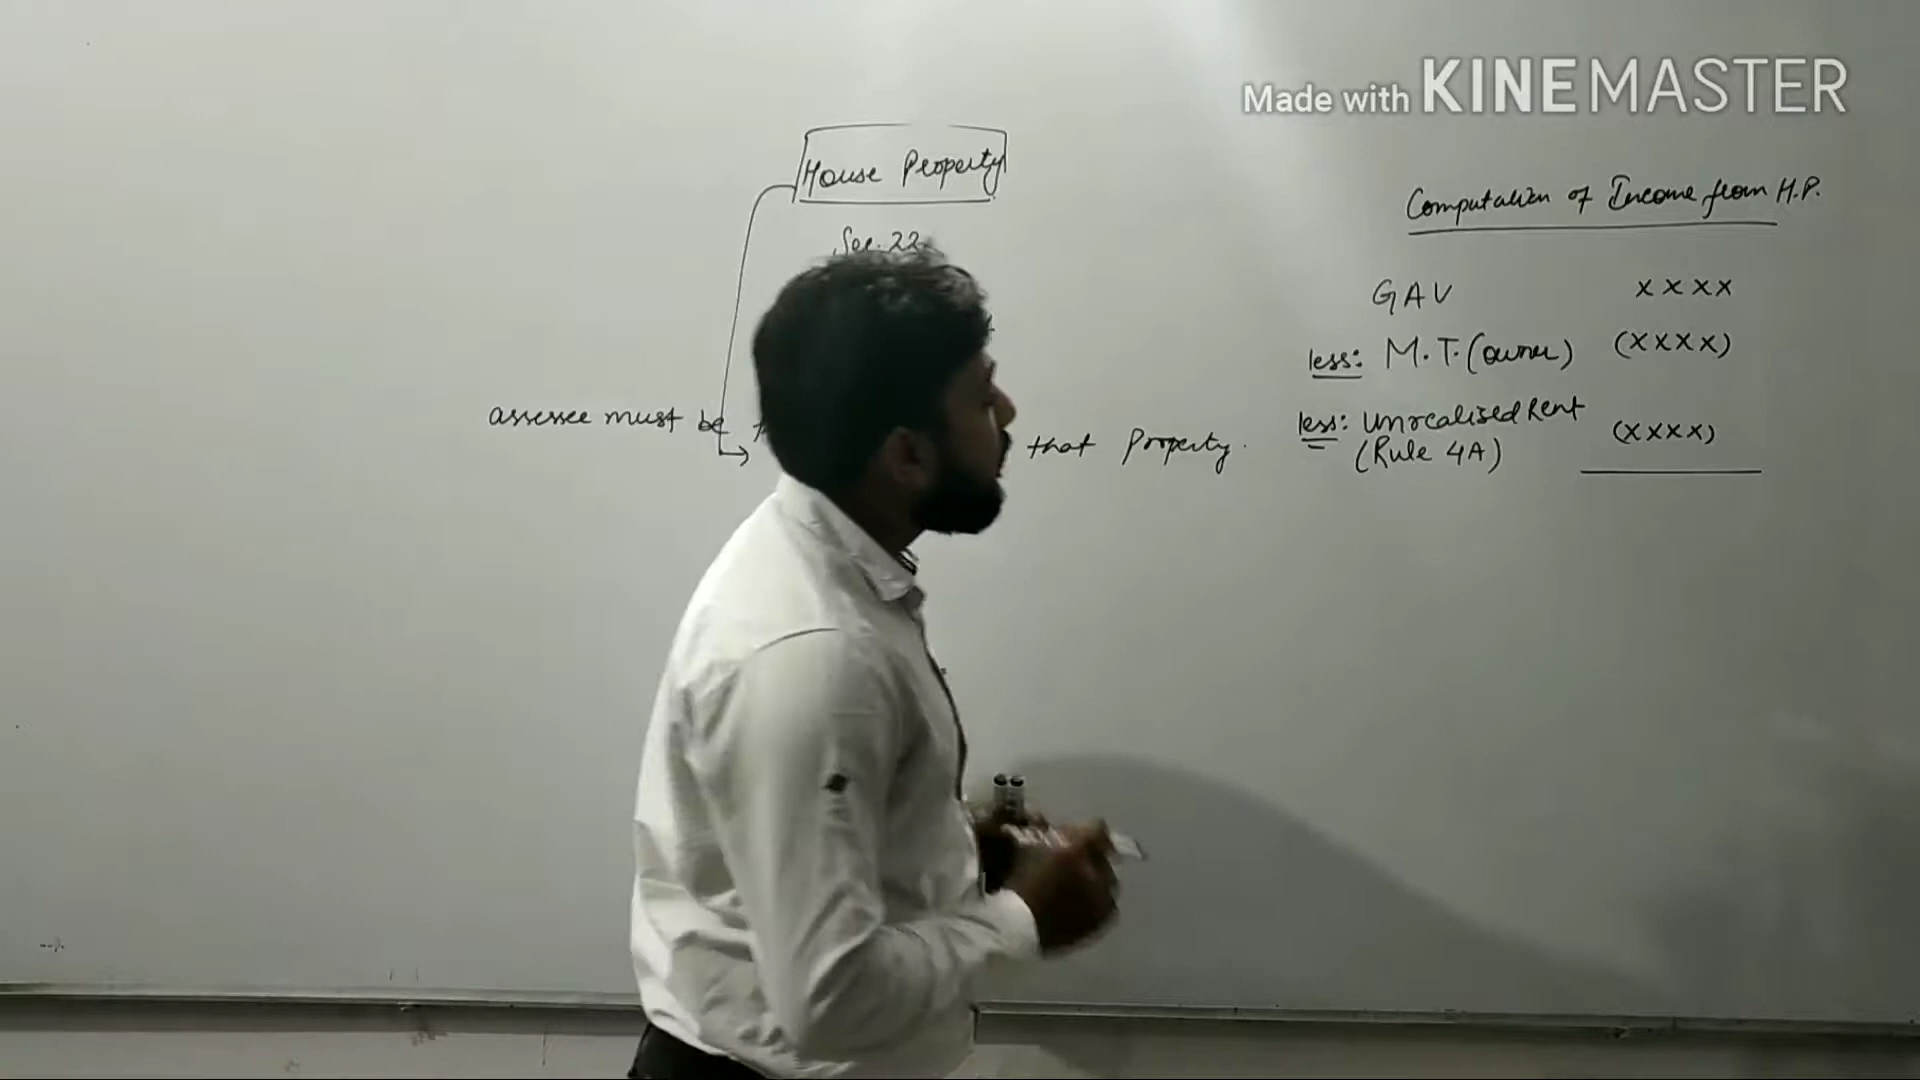 Made with KINEMASTER
House Property
Sec. 22
assessee must be
that Property.
Computation of Income from H.P.
GAV XXXX
less: M.T. (owner) (XXXX)
less: Unrealised Rent (XXXX)
(Rule 4A)